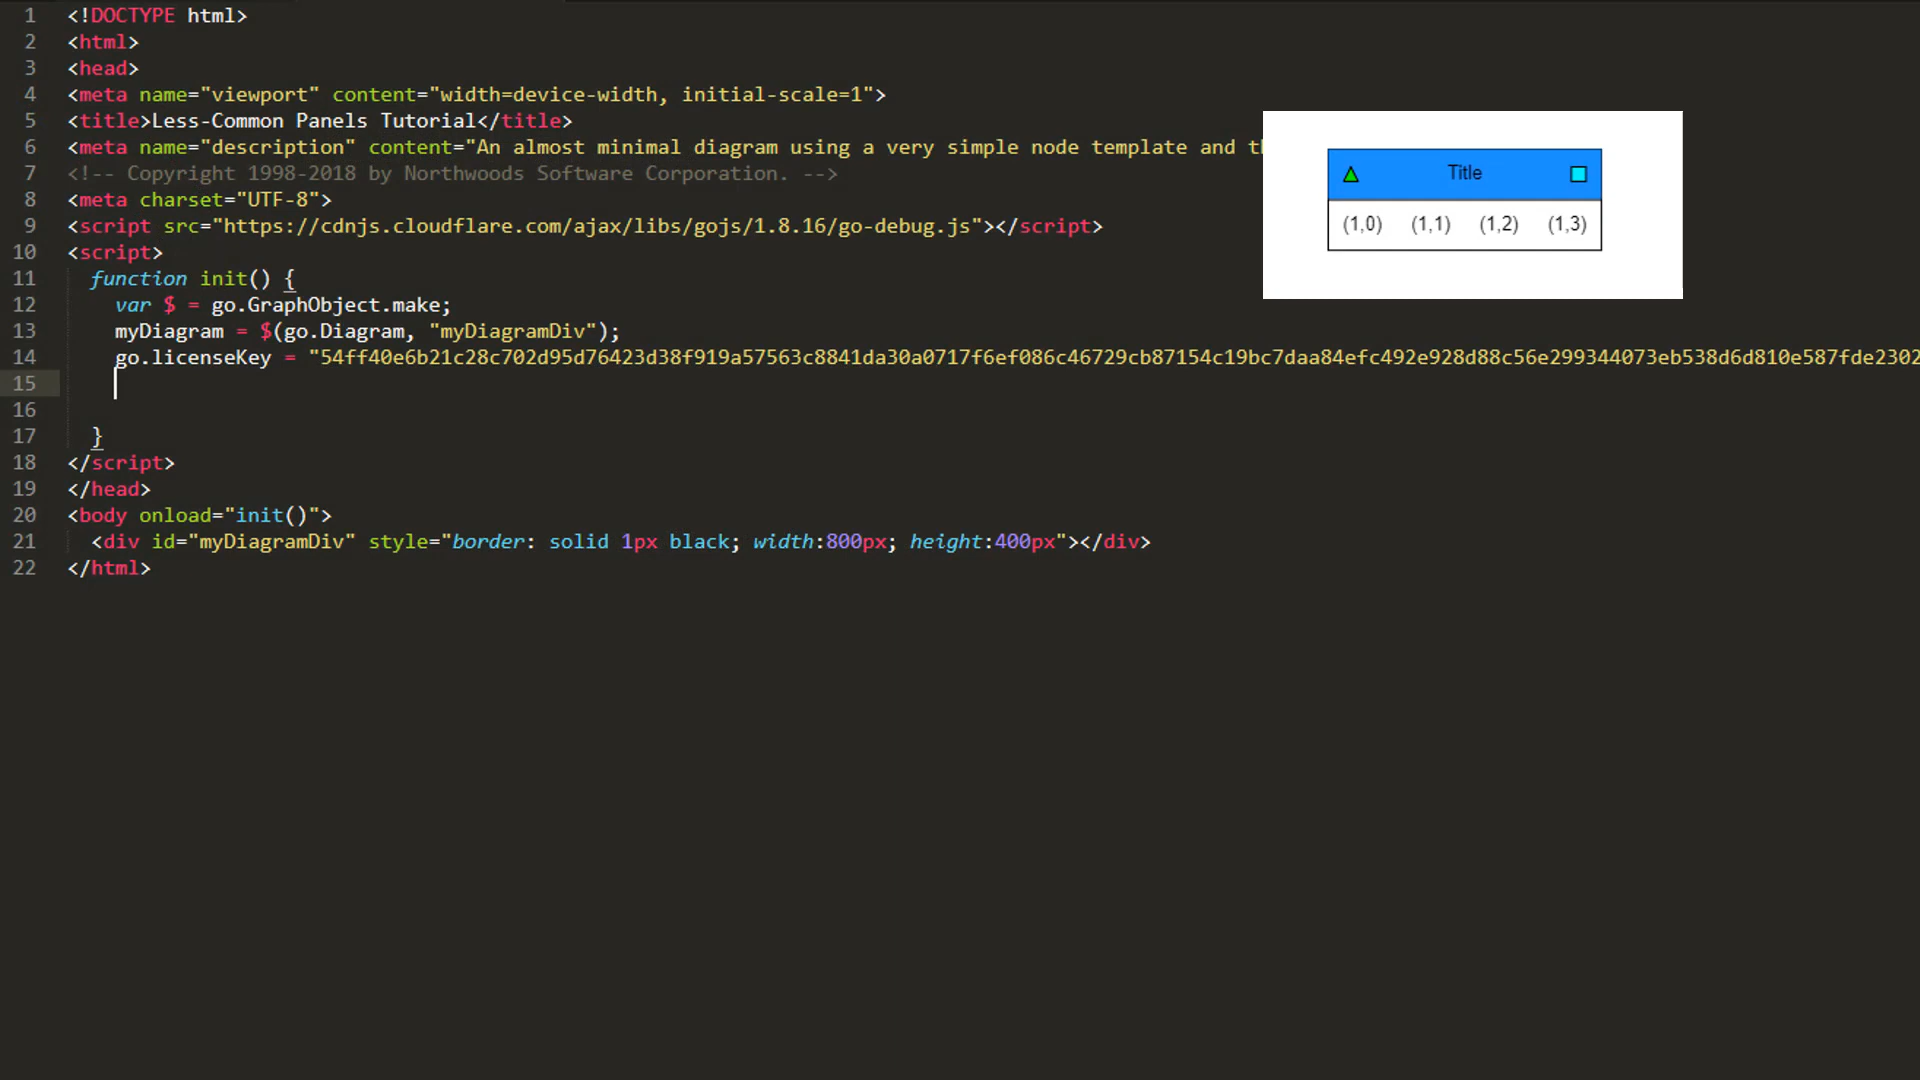 1 <!DOCTYPE html>
2 <html>
3 <head>
4 <meta name="viewport" content="width=device-width, initial-scale=1">
5 <title>Less-Common Panels Tutorial</title>
6 <meta name="description" content="An almost minimal diagram using a very simple node template and
7 <!-- Copyright 1998-2018 by Northwoods Software Corporation. -->
8 <meta charset="UTF-8">
9 <script src="https://cdnjs.cloudflare.com/ajax/libs/gojs/1.8.16/go-debug.js"></script>
10 <script>
11 function init() {
12 var $ = go.GraphObject.make;
13 myDiagram = $(go.Diagram, "myDiagramDiv");
14 go.licenseKey = "54ff40e6b21c28c702d95d76423d38f919a57563c8841da30a0717f6ef086c46729cb87154c19bc7daa84efc492e928d88c56e299344073eb538d6d810e587fde2302
15
16
17 }
18 </script>
19 </head>
20 <body onload="init()">
21 <div id="myDiagramDiv" style="border: solid 1px black; width:800px; height:400px"></div>
22 </html>
Title
(1,0) (1,1) (1,2) (1,3)